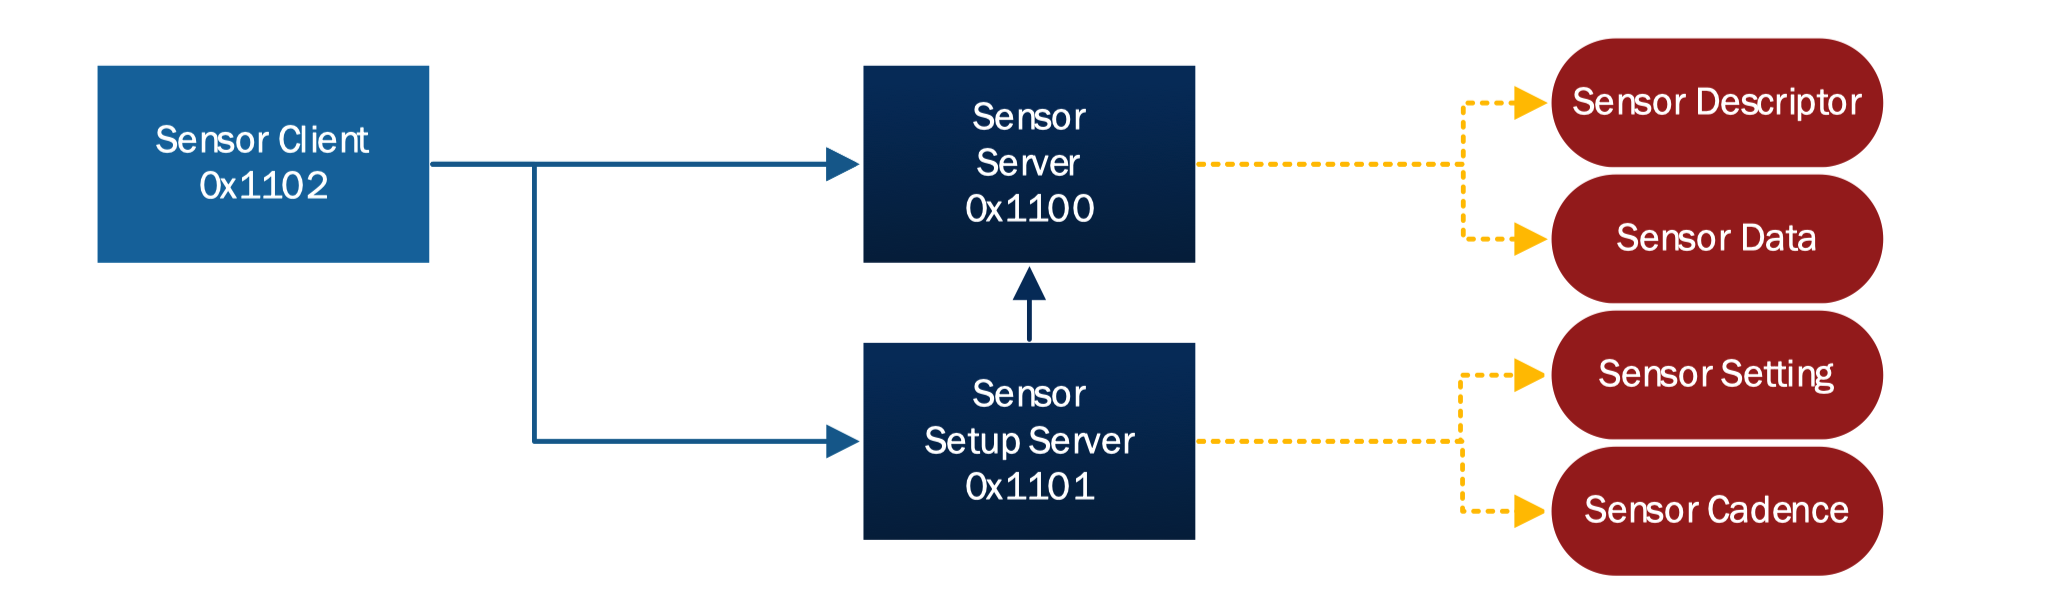 Sensor Client
0x1102
Sensor
Server
0x1100
Sensor
Setup Server
0x1101
Sensor Descriptor
Sensor Data
Sensor Setting
Sensor Cadence